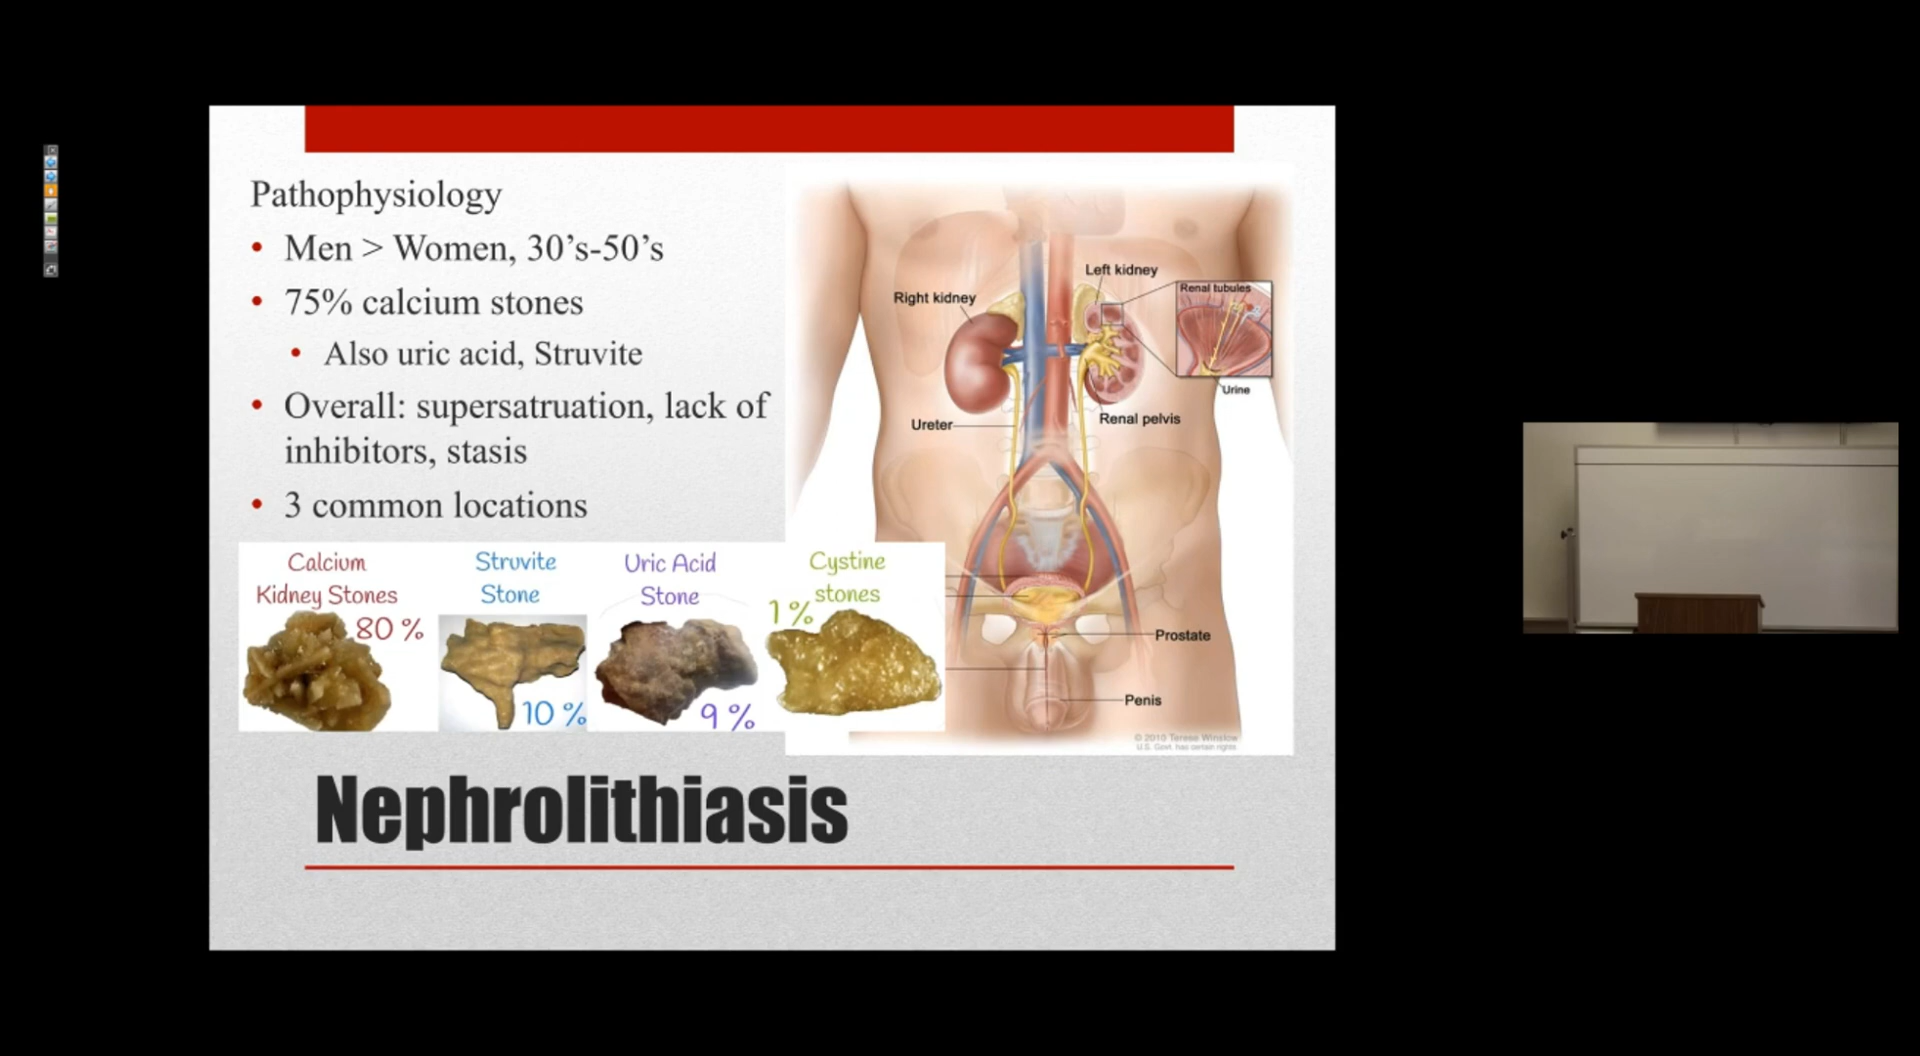 Pathophysiology
• Men > Women, 30’s-50’s
• 75% calcium stones
• Also uric acid, Struvite
• Overall: supersatruation, lack of
inhibitors, stasis
• 3 common locations
Calcium
Kidney Stones
80 %
Struvite
Stone
10 %
Uric Acid
Stone
9 %
Cystine
stones
1 %
Left kidney
Right kidney
Renal tubules
Urine
Renal pelvis
Ureter
Prostate
Penis
© 2010 Terese Winslow
U.S. Govt. has certain rights
Nephrolithiasis